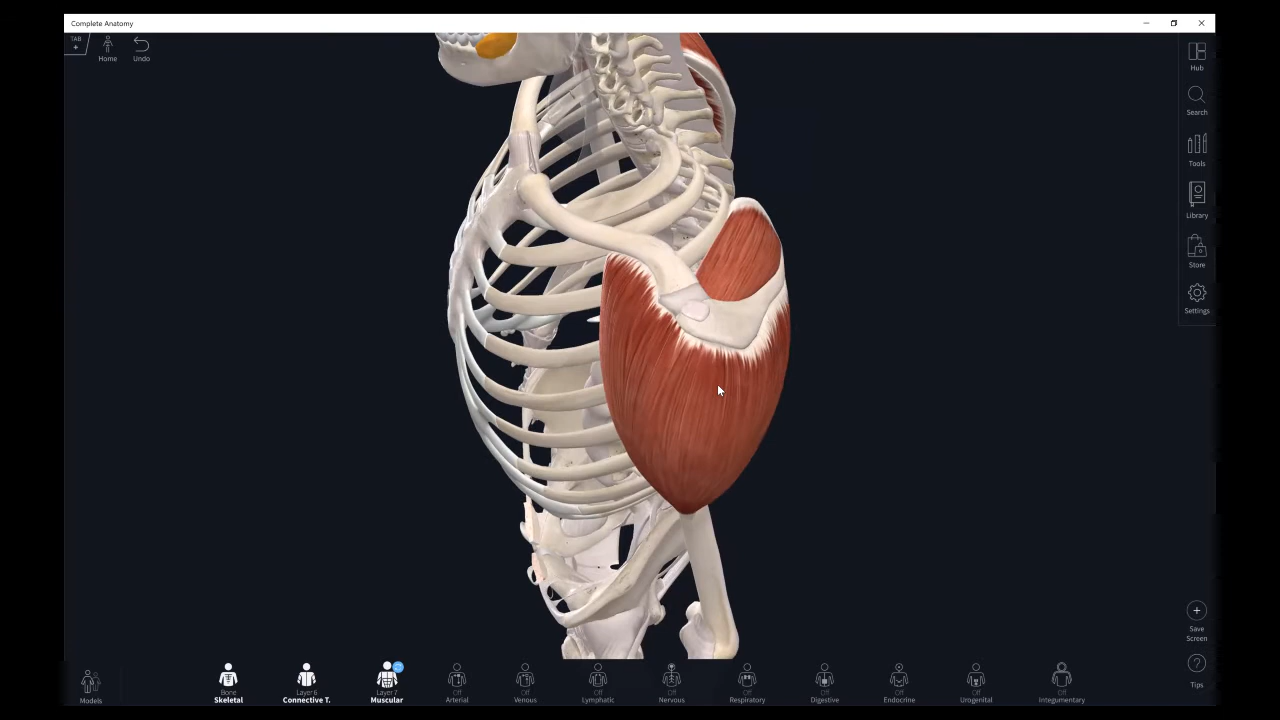 Complete Anatomy
TAB
+
Home
Undo
Hub
Search
Tools
Library
Store
Settings
+
Save
Screen
?
Tips
Models
Bone
Skeletal
Layer 6
Connective T.
Layer 7
Muscular
Off
Arterial
Off
Venous
Off
Lymphatic
Off
Nervous
Off
Respiratory
Off
Digestive
Off
Endocrine
Off
Urogenital
Off
Integumentary